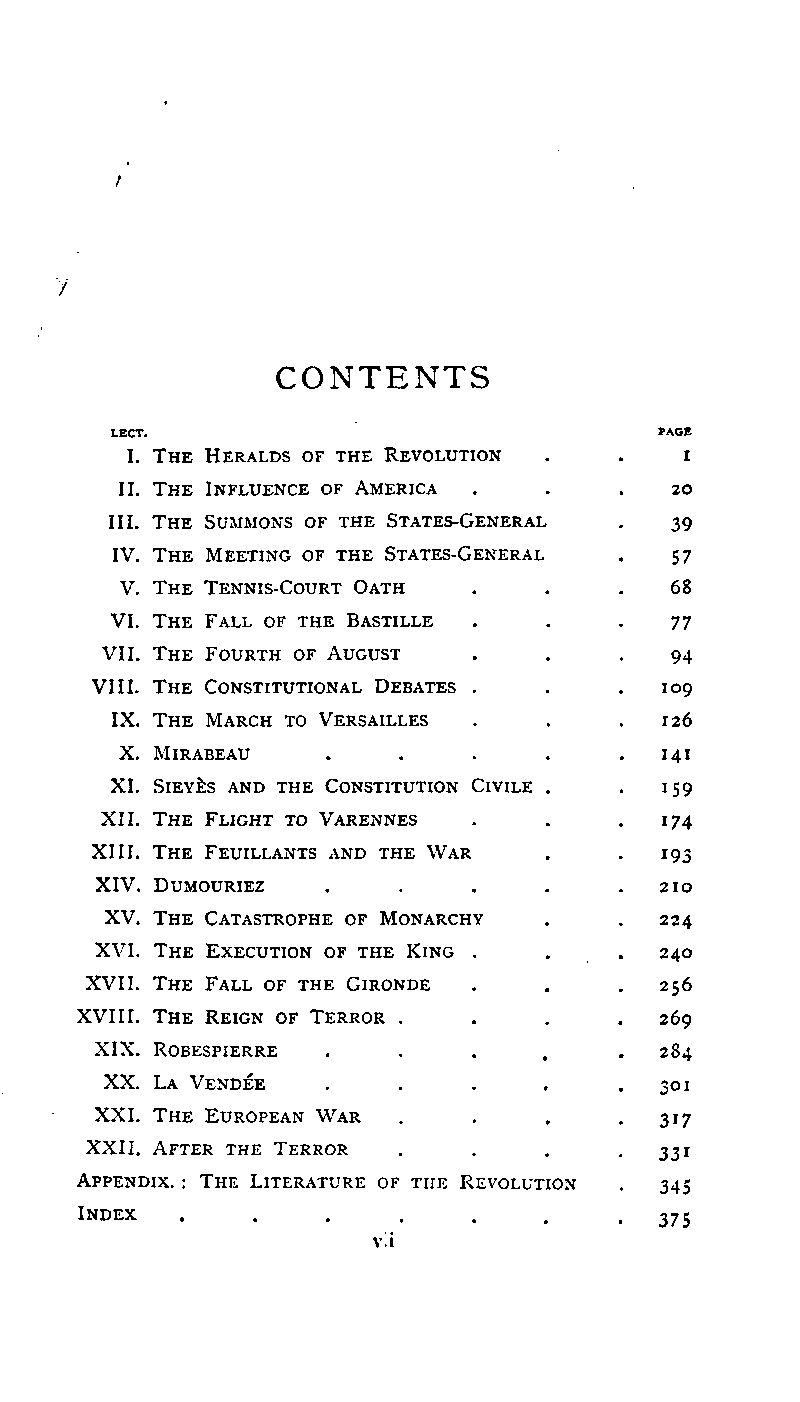 CONTENTS
LECT. PAGE
I. THE HERALDS OF THE REVOLUTION . . 1
II. THE INFLUENCE OF AMERICA . . . 20
III. THE SUMMONS OF THE STATES-GENERAL . 39
IV. THE MEETING OF THE STATES-GENERAL . 57
V. THE TENNIS-COURT OATH . . . 68
VI. THE FALL OF THE BASTILLE . . . 77
VII. THE FOURTH OF AUGUST . . . 94
VIII. THE CONSTITUTIONAL DEBATES . . . 109
IX. THE MARCH TO VERSAILLES . . . 126
X. MIRABEAU . . . . . 141
XI. SIEYÈS AND THE CONSTITUTION CIVILE . . 159
XII. THE FLIGHT TO VARENNES . . . 174
XIII. THE FEUILLANTS AND THE WAR . . 193
XIV. DUMOURIEZ . . . . . 210
XV. THE CATASTROPHE OF MONARCHY . . 224
XVI. THE EXECUTION OF THE KING . . . 240
XVII. THE FALL OF THE GIRONDE . . . 256
XVIII. THE REIGN OF TERROR . . . . 269
XIX. ROBESPIERRE . . . . . 284
XX. LA VENDÉE . . . . . 301
XXI. THE EUROPEAN WAR . . . . 317
XXII. AFTER THE TERROR . . . . 331
APPENDIX.: THE LITERATURE OF THE REVOLUTION . 345
INDEX . . . . . . . 375
vii